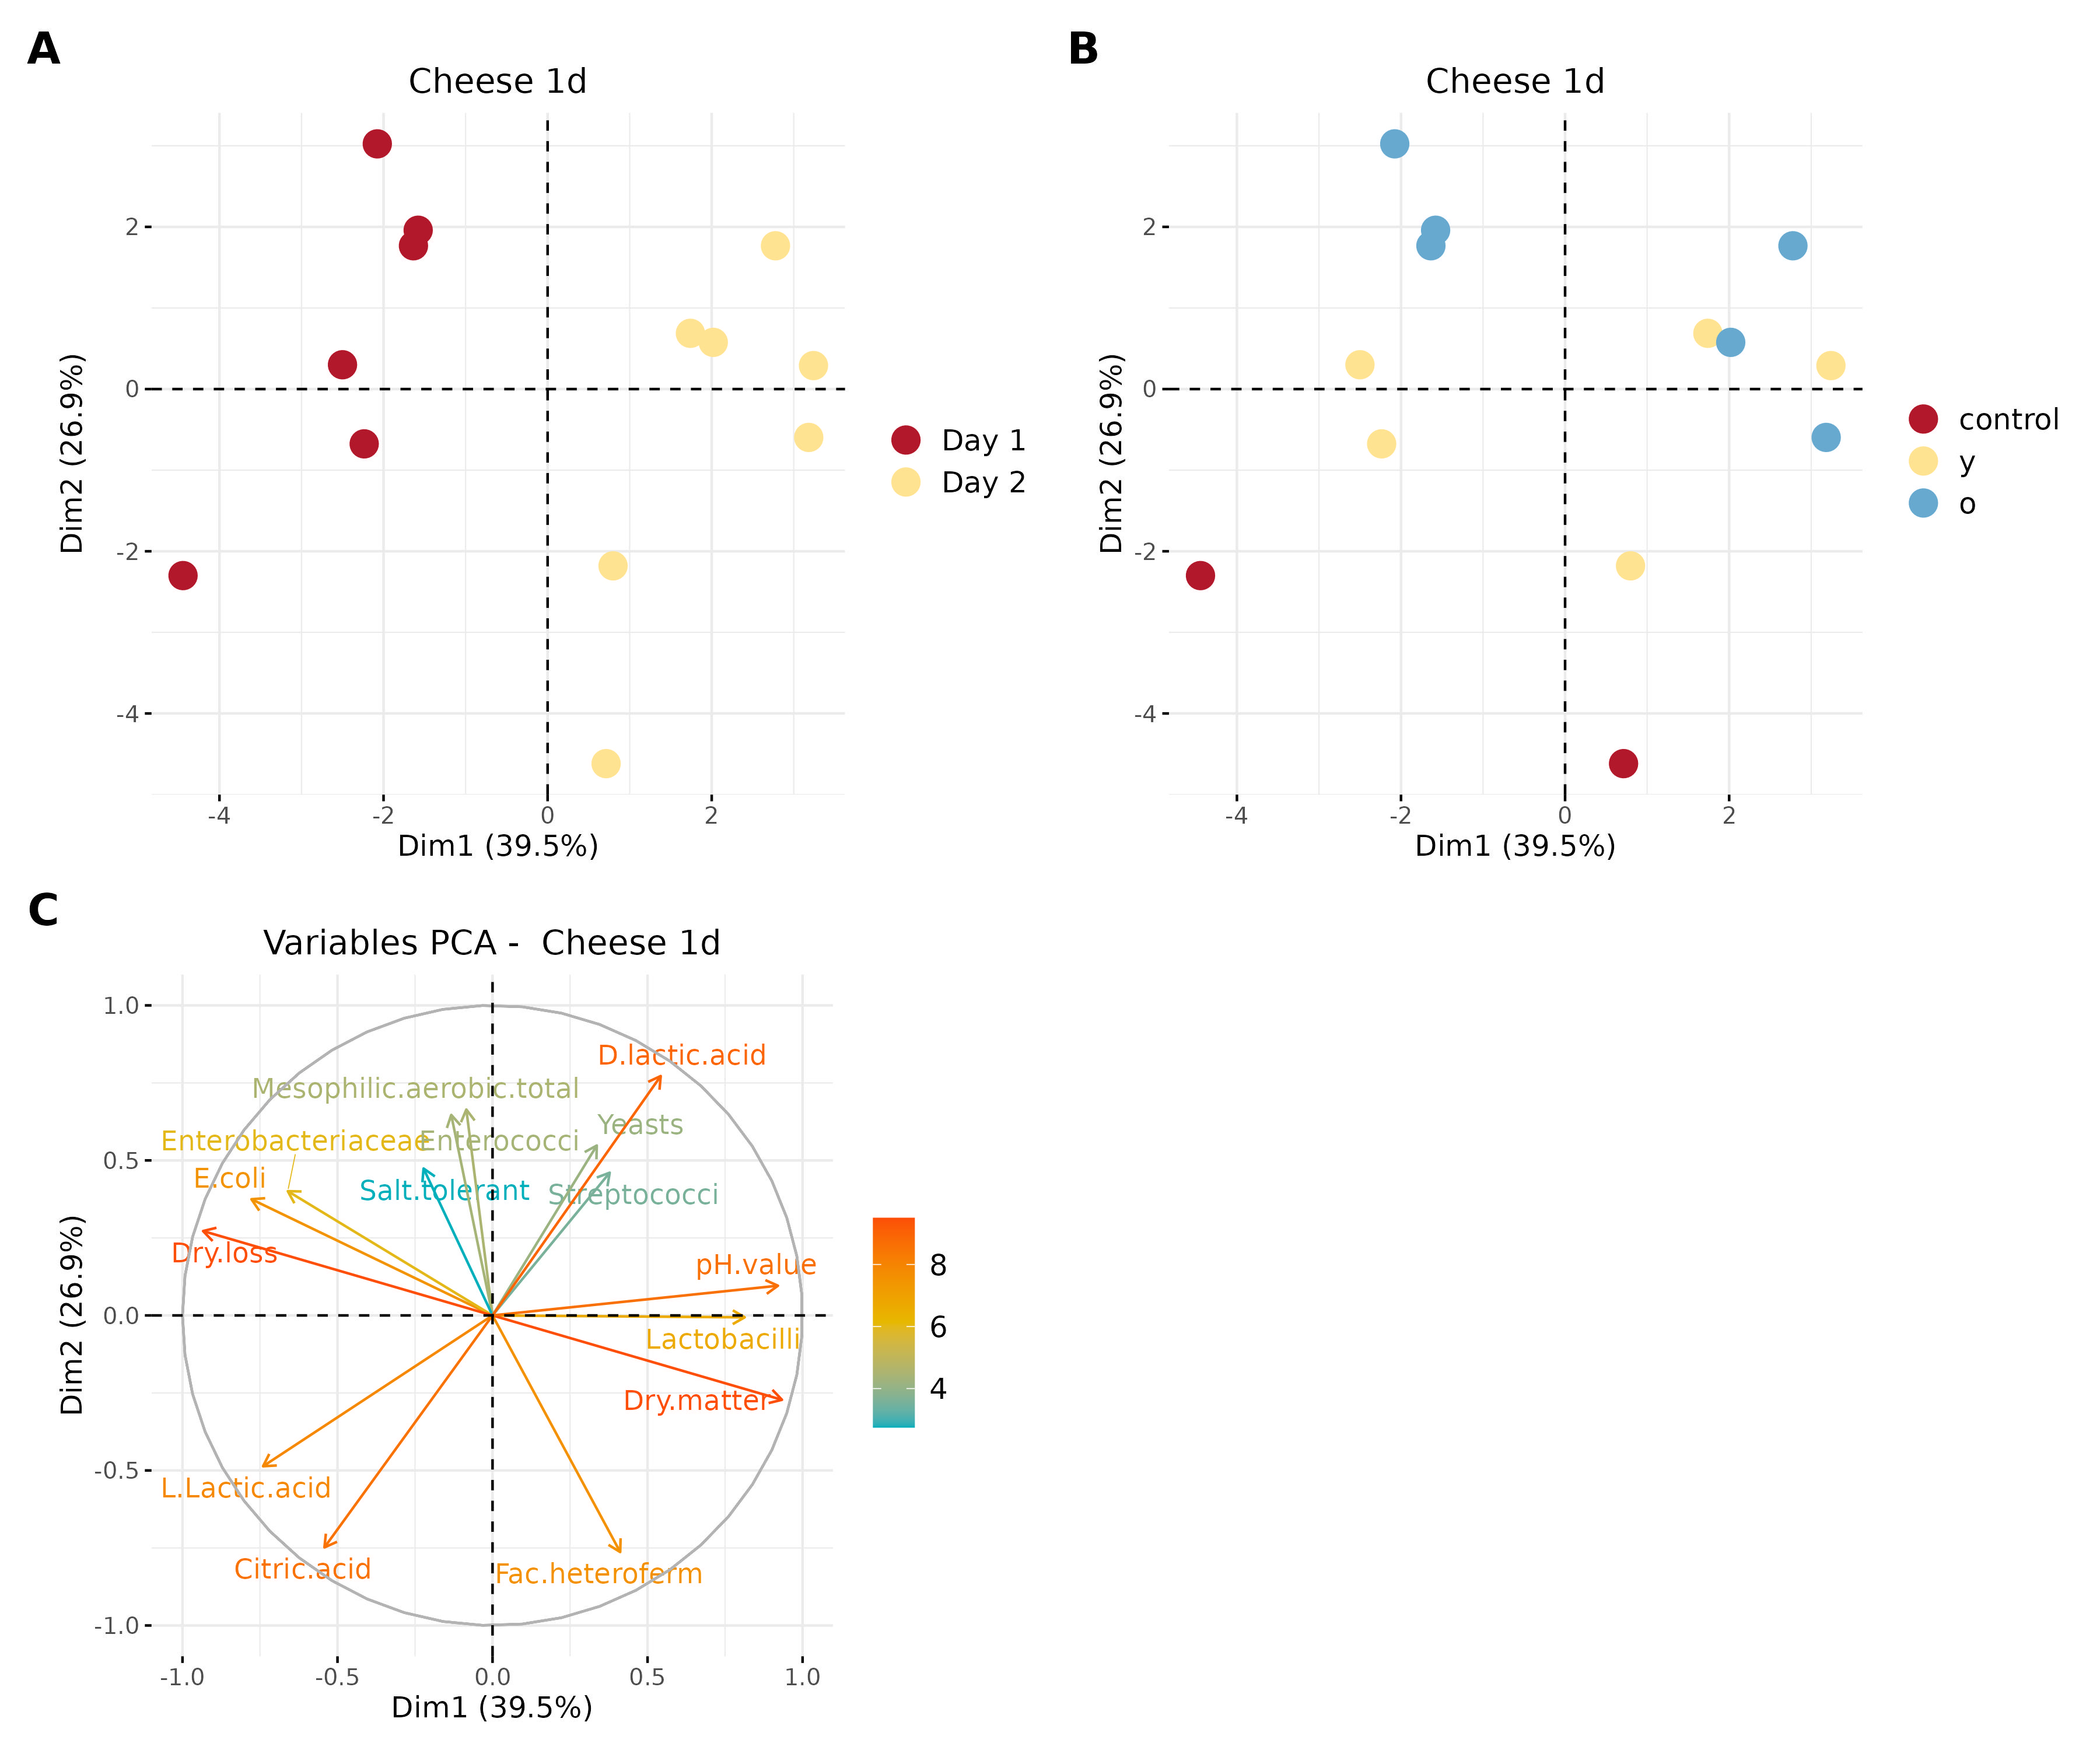 A
Cheese 1d
2
0
-2
-4
-4
-2
0
2
Dim2 (26.9%)
Dim1 (39.5%)
Day 1
Day 2
B
Cheese 1d
2
0
-2
-4
-4
-2
0
2
Dim2 (26.9%)
Dim1 (39.5%)
control
y
o
C
Variables PCA - Cheese 1d
1.0
0.5
0.0
-0.5
-1.0
-1.0
-0.5
0.0
0.5
1.0
Dim2 (26.9%)
Dim1 (39.5%)
D.lactic.acid
Mesophilic.aerobic.total
Yeasts
Enterobacteriaceae
Enterococci
E.coli
Salt.tolerant
Streptococci
Dry.loss
pH.value
Lactobacilli
Dry.matter
L.Lactic.acid
Citric.acid
Fac.heteroferm
8
6
4